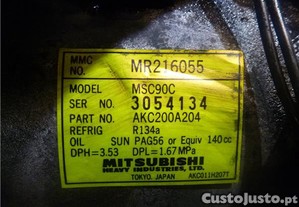 MMC
NO. MR216055
MODEL MSC90C
SER NO. 3054134
PART NO. AKC200A204
REFRIG R134a
OIL SUN PAG56 or Equiv 140cc
DPH=3.53 DPL=1.67MPa
MITSUBISHI
HEAVY INDUSTRIES, LTD.
TOKYO, JAPAN AKC011H207T
CustoJusto.pt